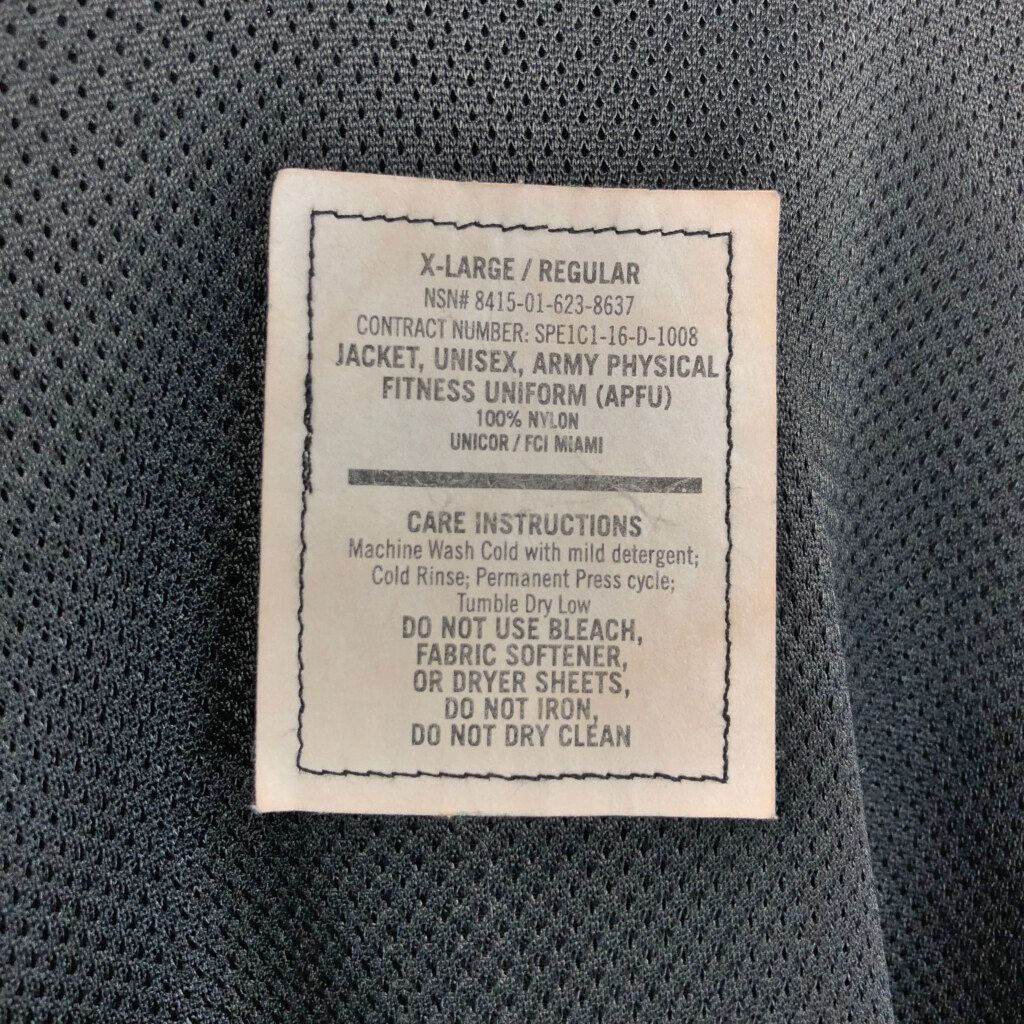 X-LARGE / REGULAR
NSN# 8415-01-623-8637
CONTRACT NUMBER: SPE1C1-16-D-1008
JACKET, UNISEX, ARMY PHYSICAL
FITNESS UNIFORM (APFU)
100% NYLON
UNICOR / FCI MIAMI
CARE INSTRUCTIONS
Machine Wash Cold with mild detergent;
Cold Rinse; Permanent Press cycle;
Tumble Dry Low
DO NOT USE BLEACH,
FABRIC SOFTENER,
OR DRYER SHEETS,
DO NOT IRON,
DO NOT DRY CLEAN